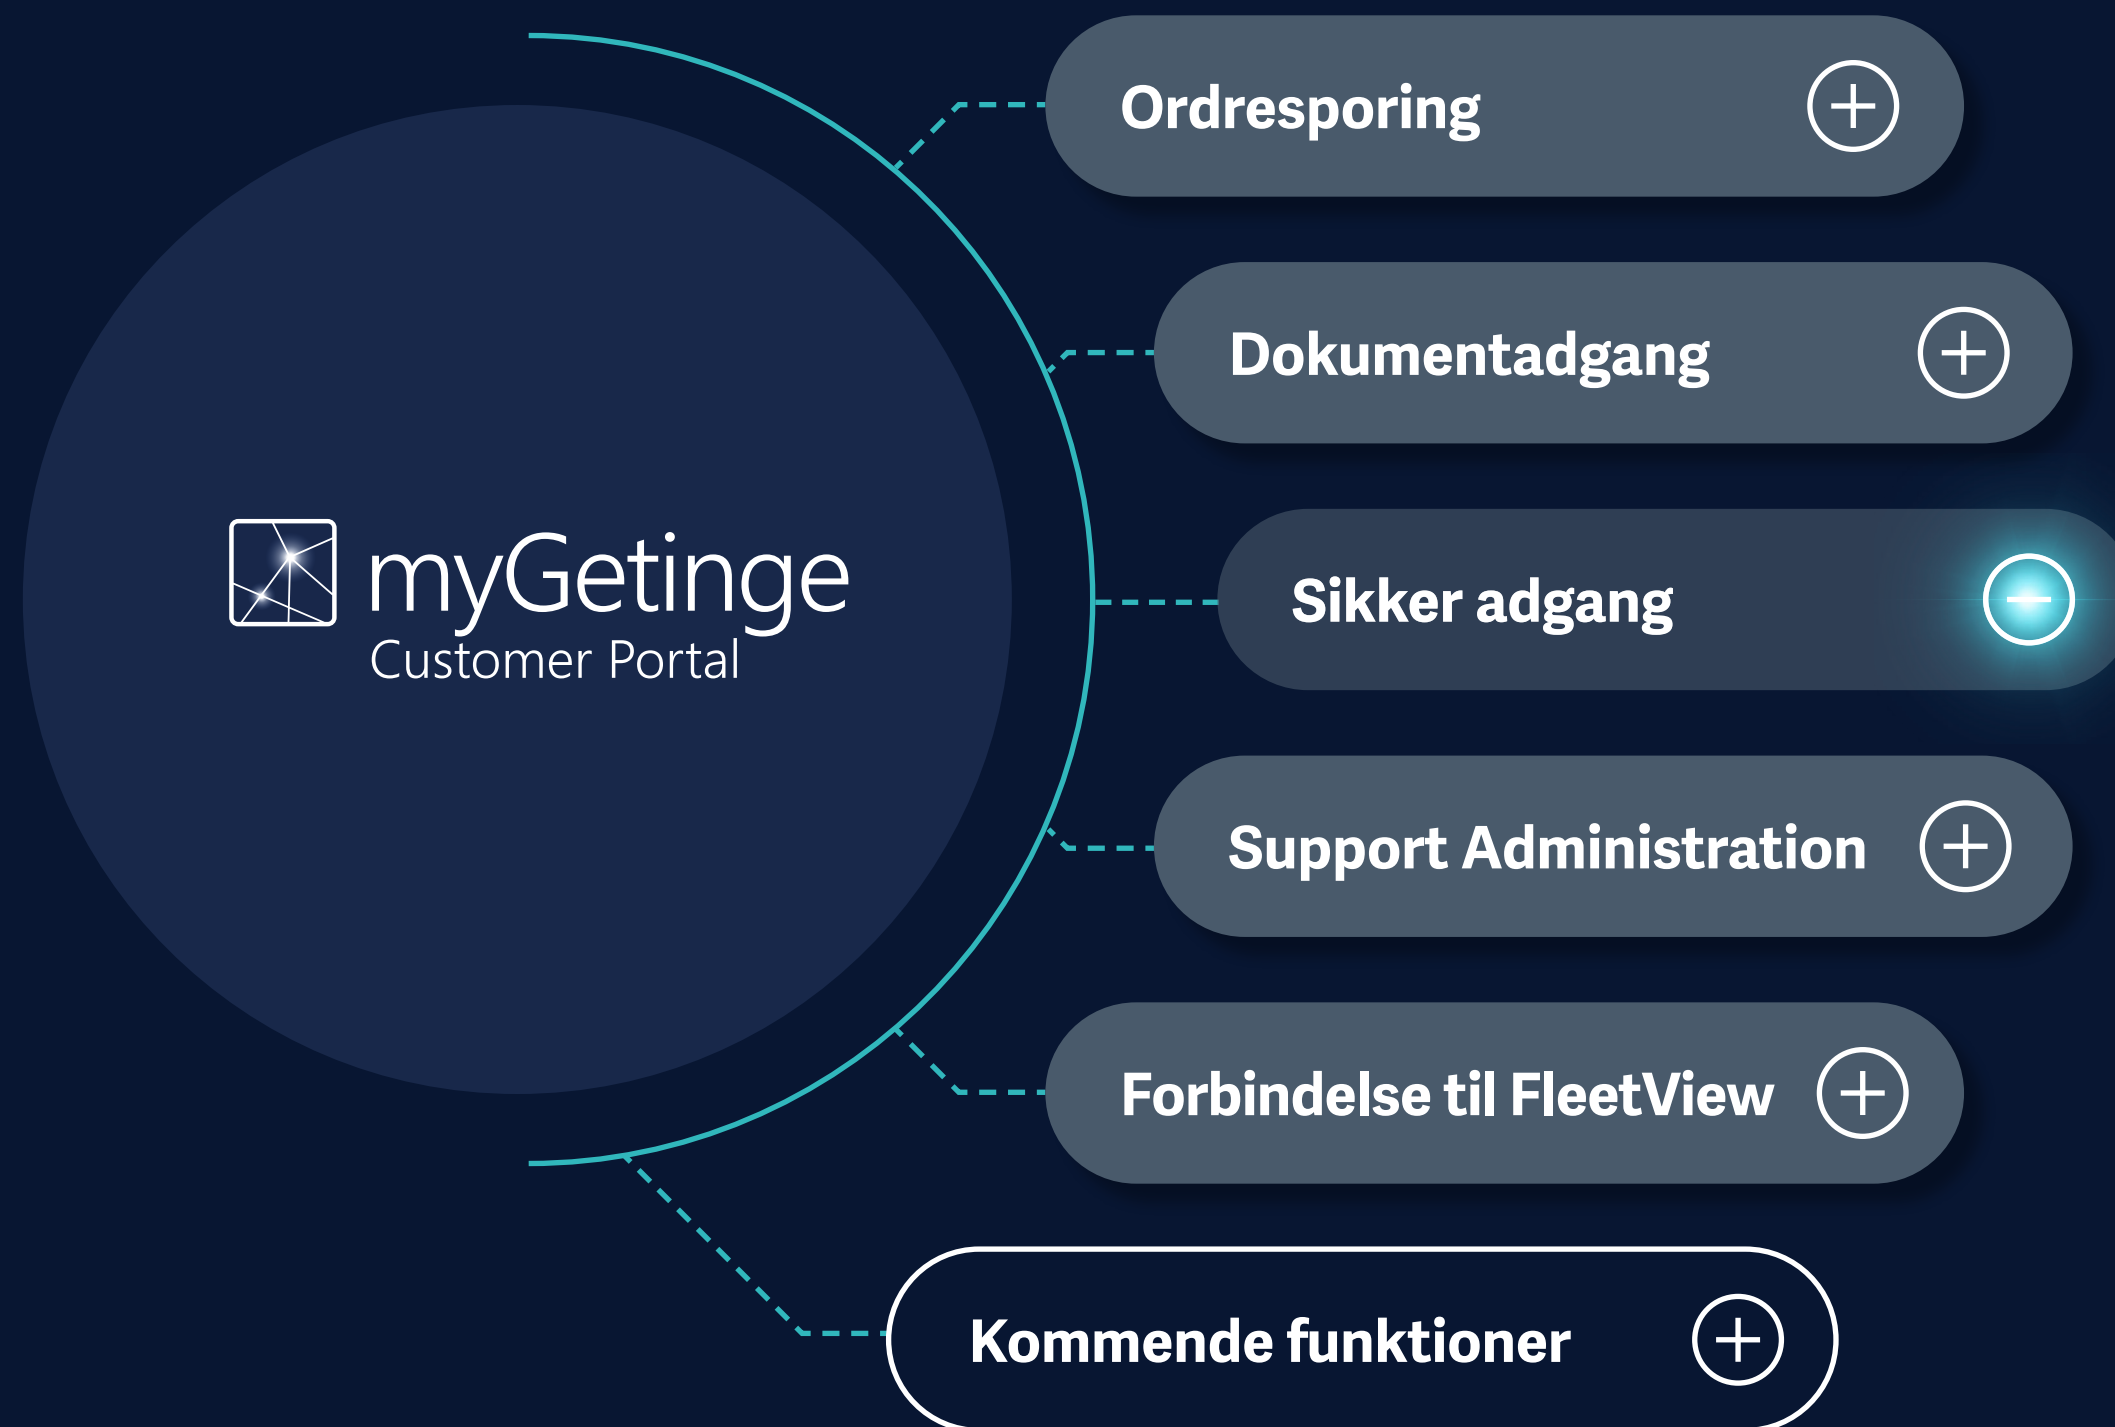 Ordresporing
Dokumentadgang
myGetinge
Customer Portal
Sikker adgang
Support Administration
Forbindelse til FleetView
Kommende funktioner